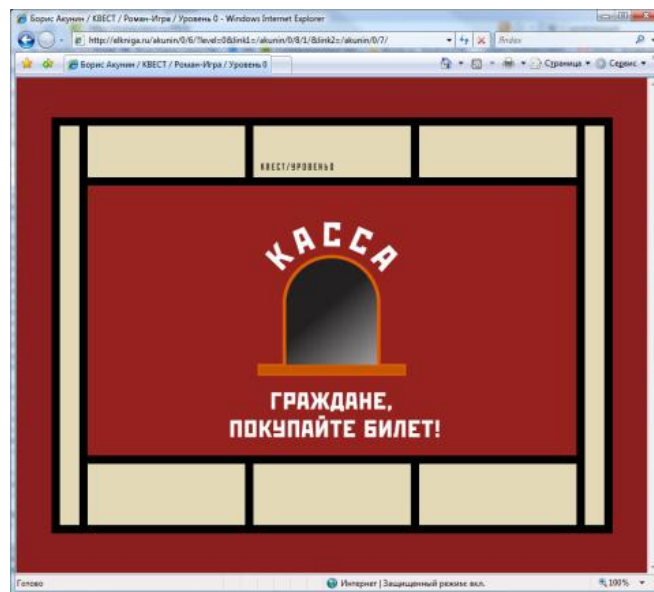 Борис Акунин / КВЕСТ / Роман-Игра / Уровень 0 - Windows Internet Explorer
http://elkniga.ru/akunin/0/6/?level=0&link1=/akunin/0/8/1/&link2=/akunin/0/7/
Яndex
Борис Акунин / КВЕСТ / Роман-Игра / Уровень 0
Страница
Сервис
КВЕСТ/УРОВЕНЬ0
КАССА
ГРАЖДАНЕ,
ПОКУПАЙТЕ БИЛЕТ!
Готово
Интернет | Защищенный режим: вкл.
100%